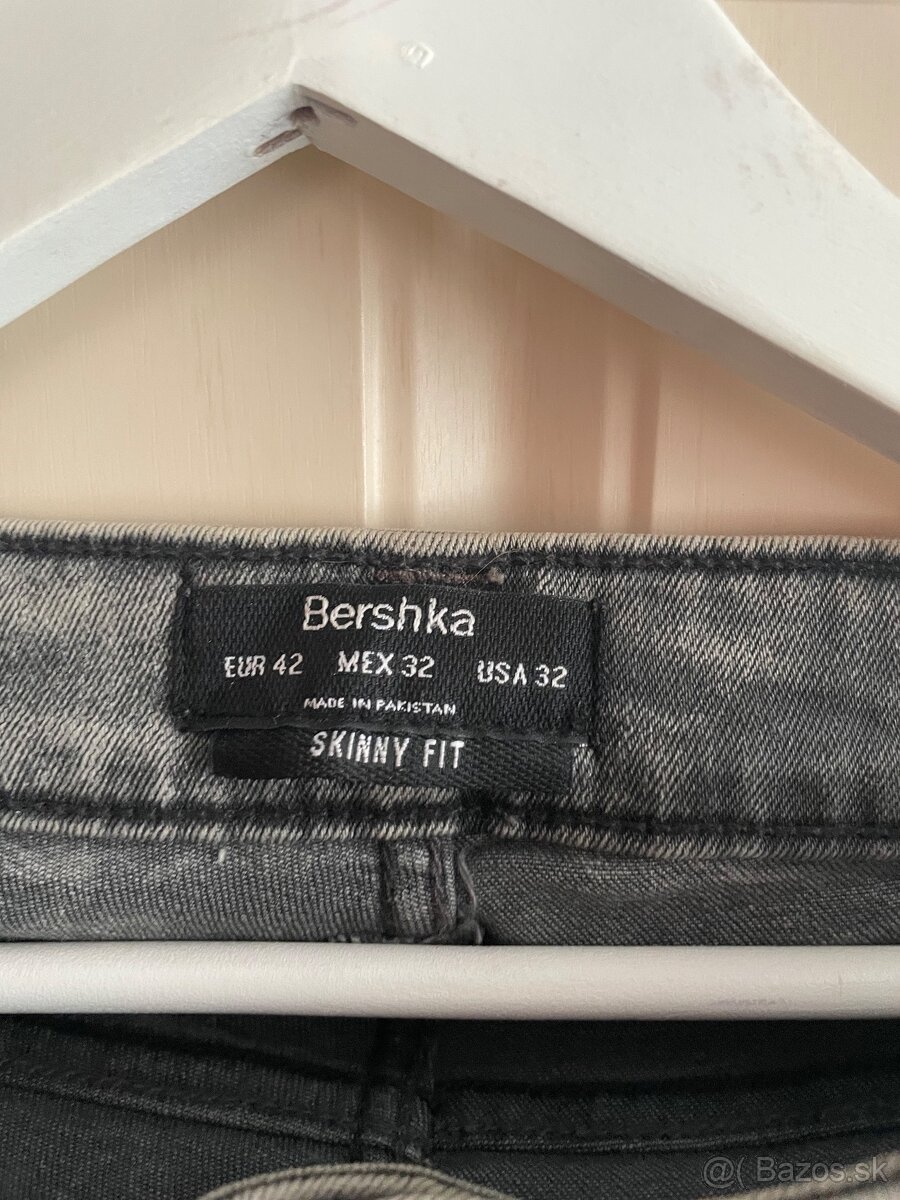 Bershka
EUR 42 MEX 32 USA 32
MADE IN PAKISTAN
SKINNY FIT
@( Bazos.sk